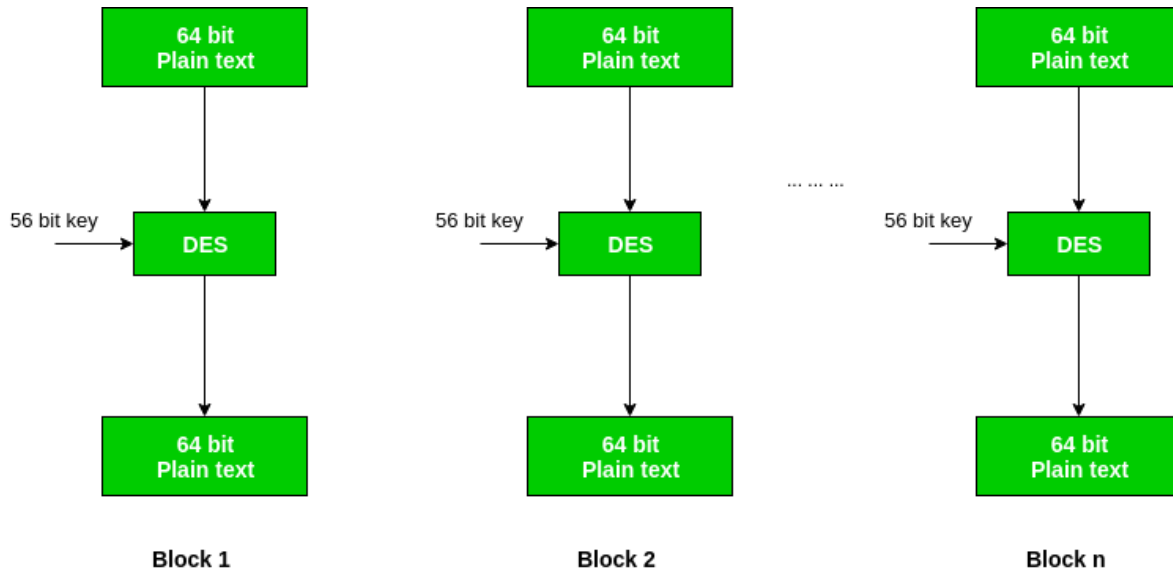 64 bit
Plain text
64 bit
Plain text
64 bit
Plain text
... ... ...
56 bit key
DES
56 bit key
DES
56 bit key
DES
64 bit
Plain text
64 bit
Plain text
64 bit
Plain text
Block 1
Block 2
Block n